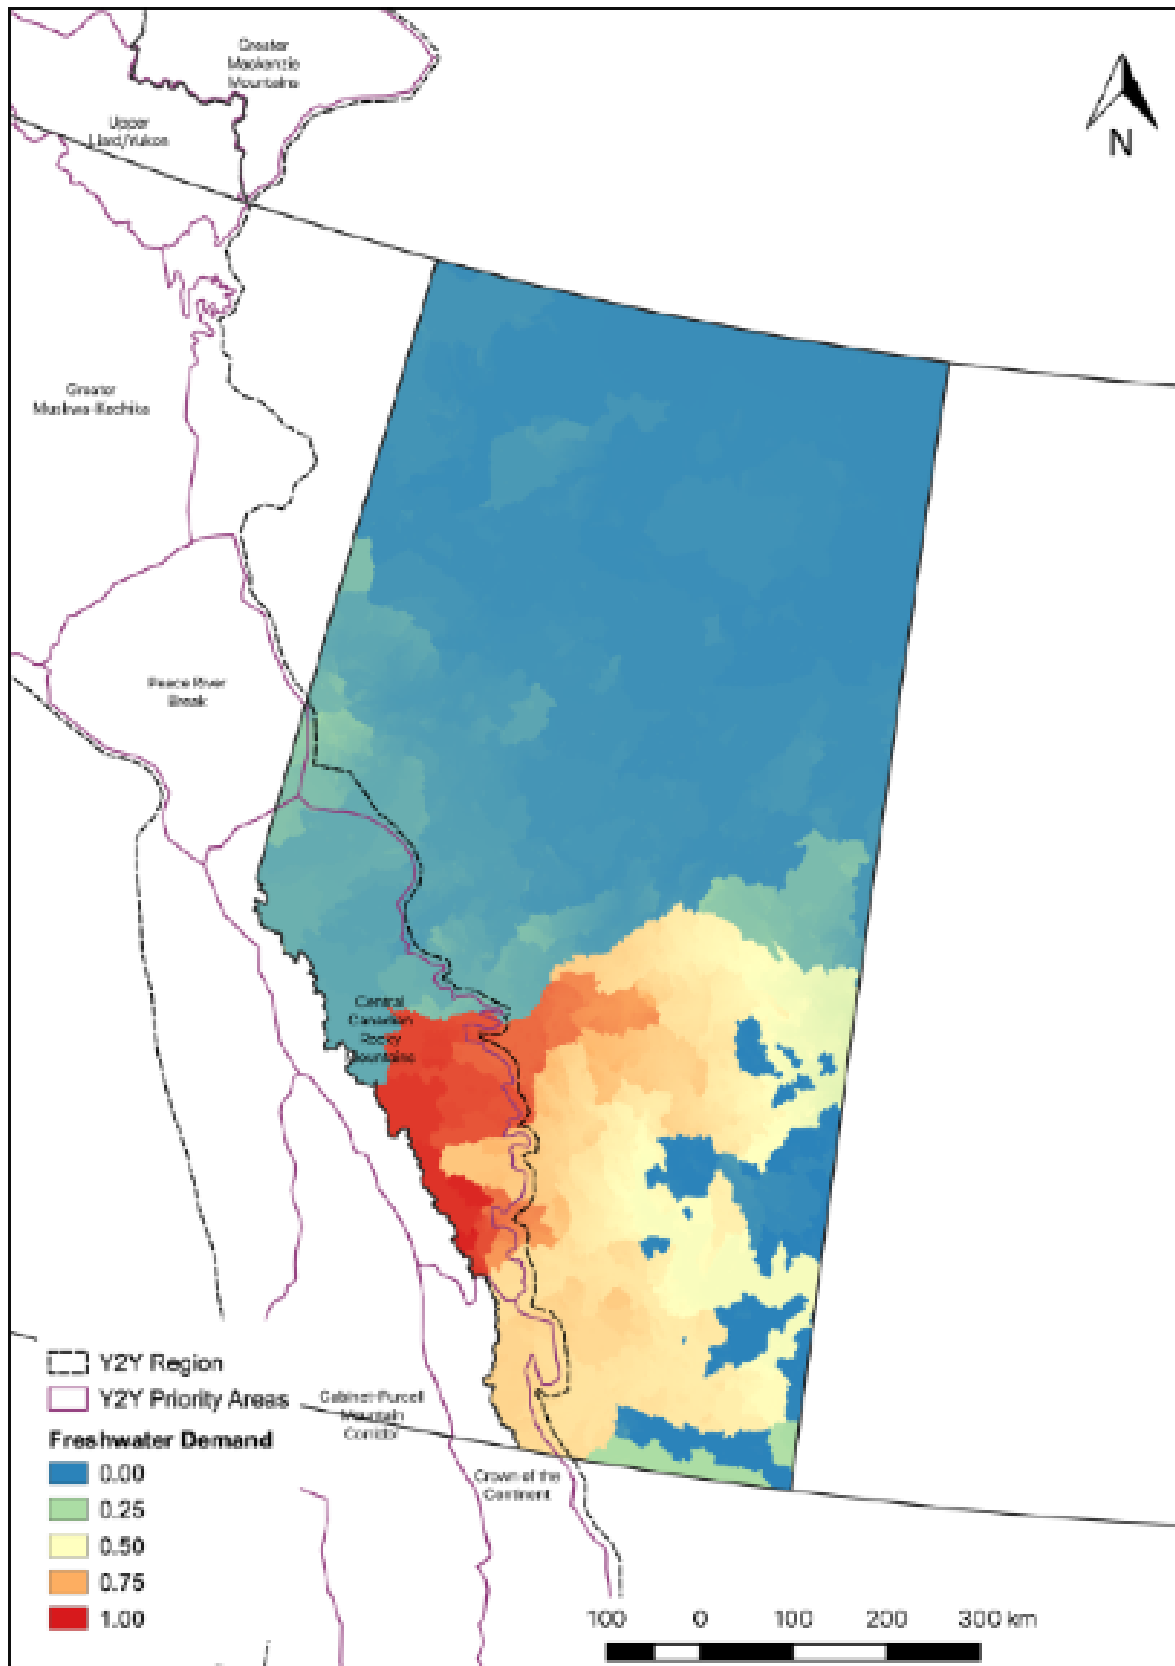 Greater
Mackenzie
Mountains
Upper
Liard/Yukon
N
Greater
Muskwa-Kechika
Peace River
Break
Central
Canadian
Rocky
Mountains
Y2Y Region
Y2Y Priority Areas
Cabinet-Purcell
Mountain
Corridor
Freshwater Demand
0.00
0.25
0.50
0.75
1.00
Crown of the
Continent
100 0 100 200 300 km